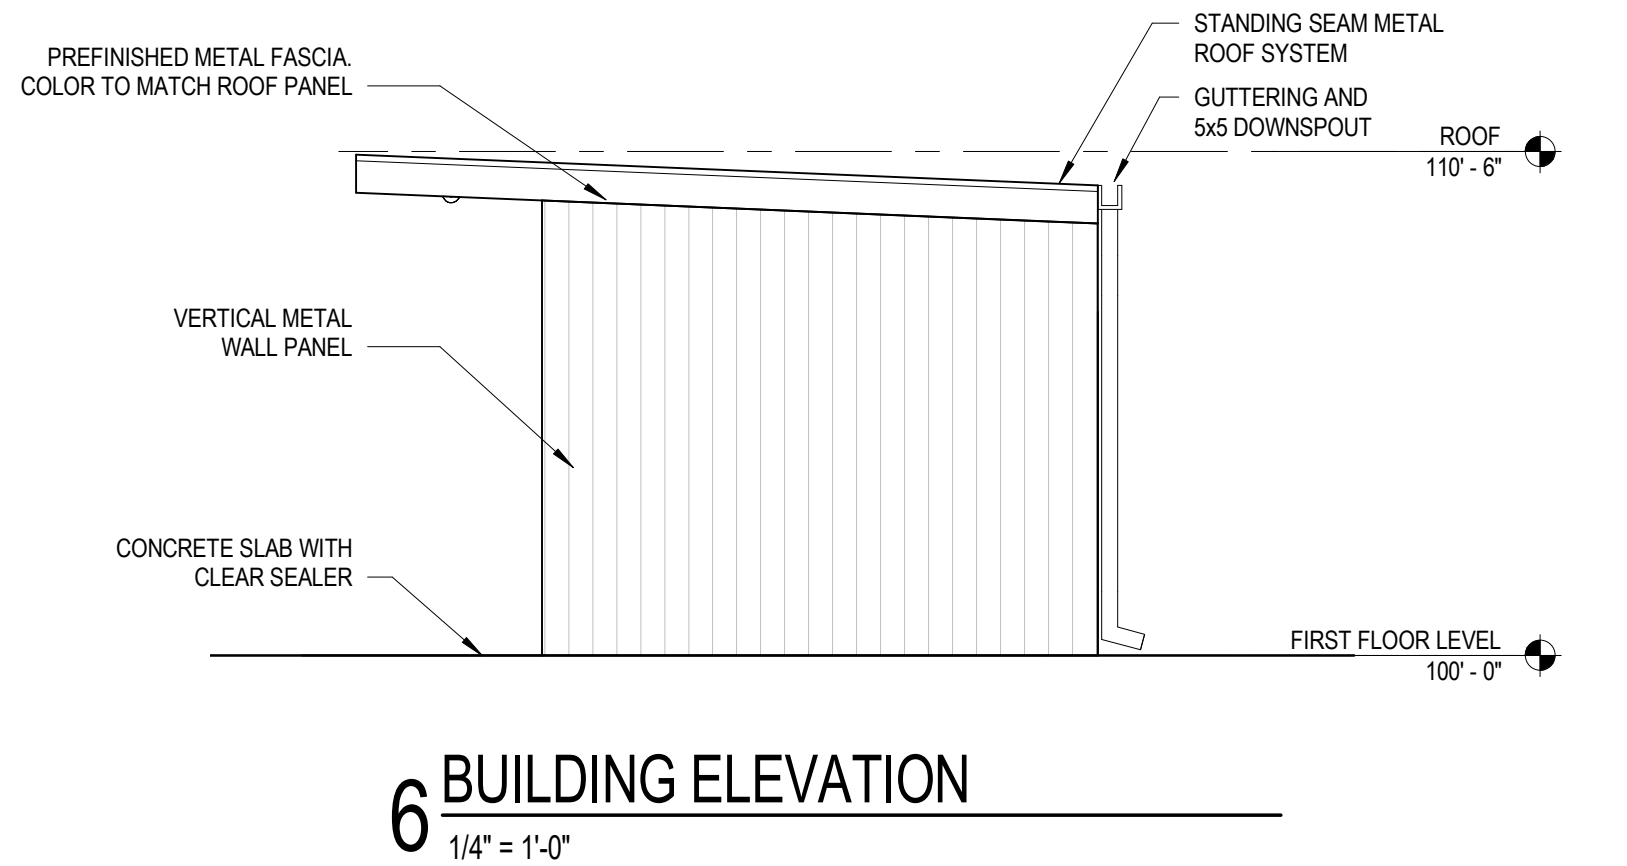 PREFINISHED METAL FASCIA.
COLOR TO MATCH ROOF PANEL
STANDING SEAM METAL
ROOF SYSTEM
GUTTERING AND
5x5 DOWNSPOUT
ROOF
110' - 6"
VERTICAL METAL
WALL PANEL
CONCRETE SLAB WITH
CLEAR SEALER
FIRST FLOOR LEVEL
100' - 0"
6 BUILDING ELEVATION
1/4" = 1'-0"